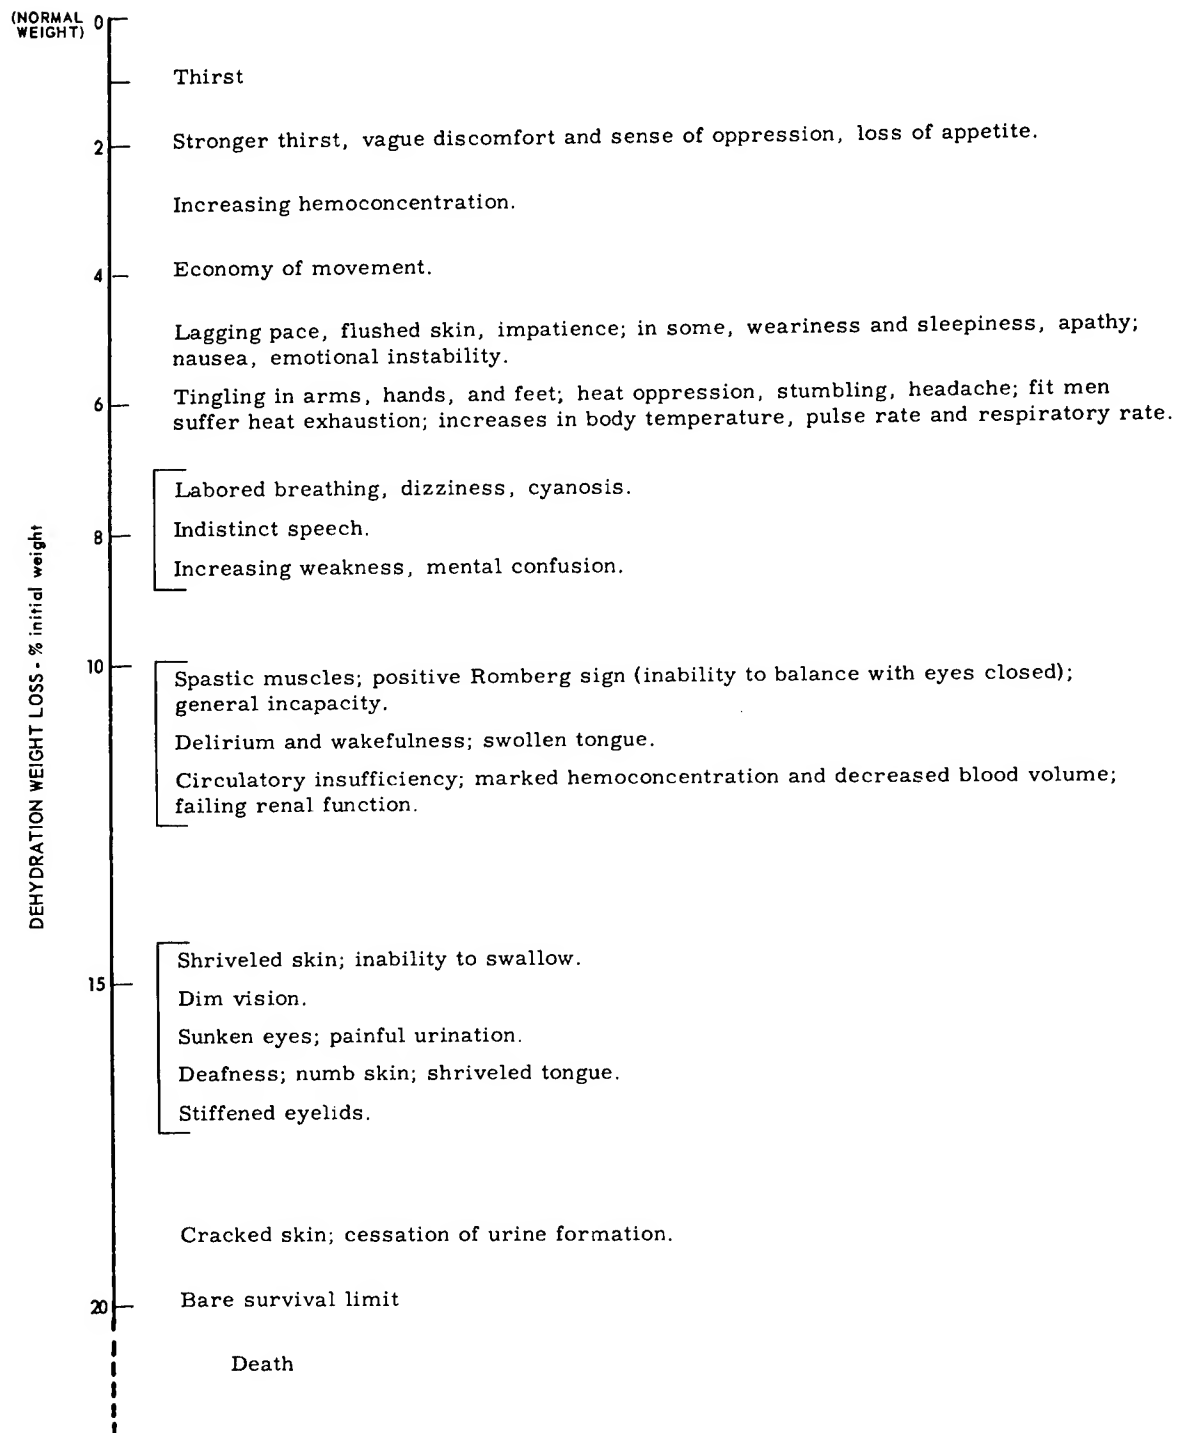 (NORMAL
WEIGHT) 0
Thirst
2 Stronger thirst, vague discomfort and sense of oppression, loss of appetite.
Increasing hemoconcentration.
4 Economy of movement.
Lagging pace, flushed skin, impatience; in some, weariness and sleepiness, apathy;
nausea, emotional instability.
6 Tingling in arms, hands, and feet; heat oppression, stumbling, headache; fit men
suffer heat exhaustion; increases in body temperature, pulse rate and respiratory rate.
Labored breathing, dizziness, cyanosis.
8 Indistinct speech.
Increasing weakness, mental confusion.
DEHYDRATION WEIGHT LOSS - % initial weight
10 Spastic muscles; positive Romberg sign (inability to balance with eyes closed);
general incapacity.
Delirium and wakefulness; swollen tongue.
Circulatory insufficiency; marked hemoconcentration and decreased blood volume;
failing renal function.
Shriveled skin; inability to swallow.
15
Dim vision.
Sunken eyes; painful urination.
Deafness; numb skin; shriveled tongue.
Stiffened eyelids.
Cracked skin; cessation of urine formation.
20 Bare survival limit
Death